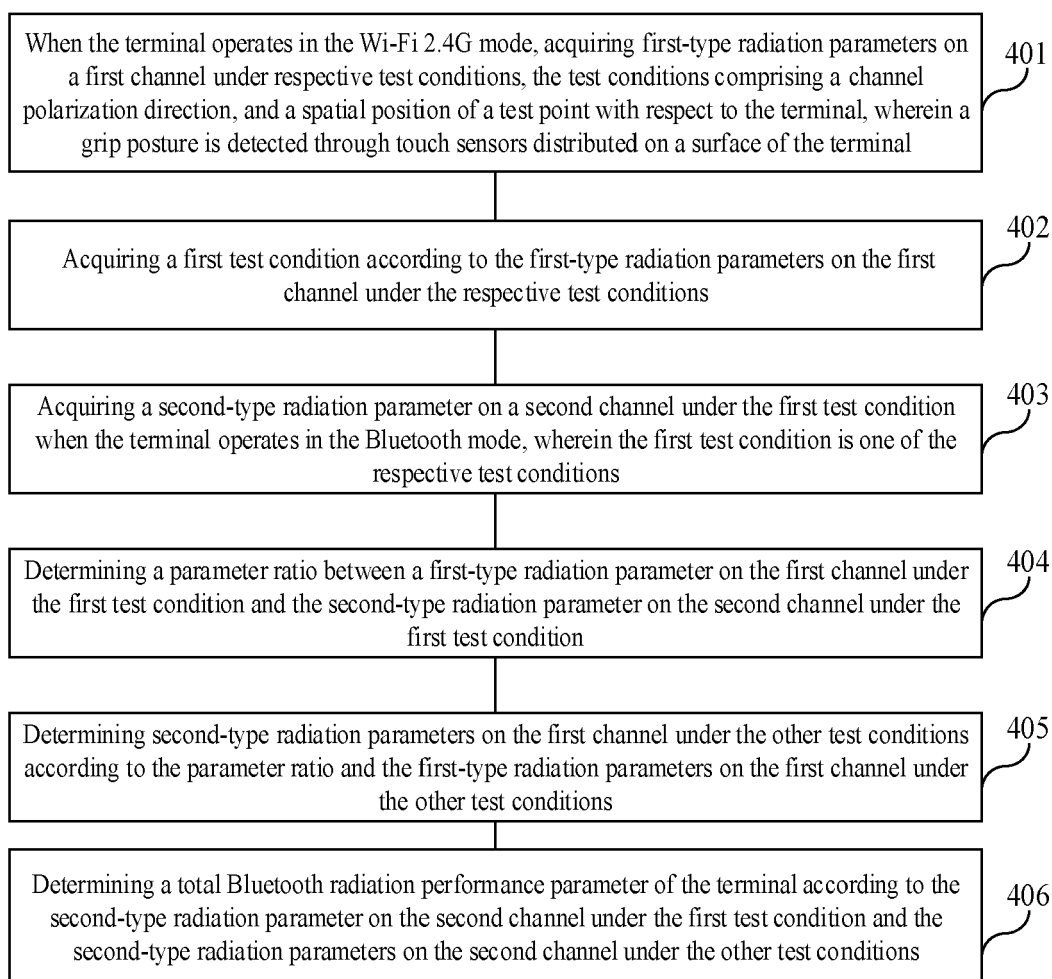 When the terminal operates in the Wi-Fi 2.4G mode, acquiring first-type radiation parameters on
a first channel under respective test conditions, the test conditions comprising a channel
polarization direction, and a spatial position of a test point with respect to the terminal, wherein a
grip posture is detected through touch sensors distributed on a surface of the terminal
401
Acquiring a first test condition according to the first-type radiation parameters on the first
channel under the respective test conditions
402
Acquiring a second-type radiation parameter on a second channel under the first test condition
when the terminal operates in the Bluetooth mode, wherein the first test condition is one of the
respective test conditions
403
Determining a parameter ratio between a first-type radiation parameter on the first channel under
the first test condition and the second-type radiation parameter on the second channel under the
first test condition
404
Determining second-type radiation parameters on the first channel under the other test conditions
according to the parameter ratio and the first-type radiation parameters on the first channel under
the other test conditions
405
Determining a total Bluetooth radiation performance parameter of the terminal according to the
second-type radiation parameter on the second channel under the first test condition and the
second-type radiation parameters on the second channel under the other test conditions
406